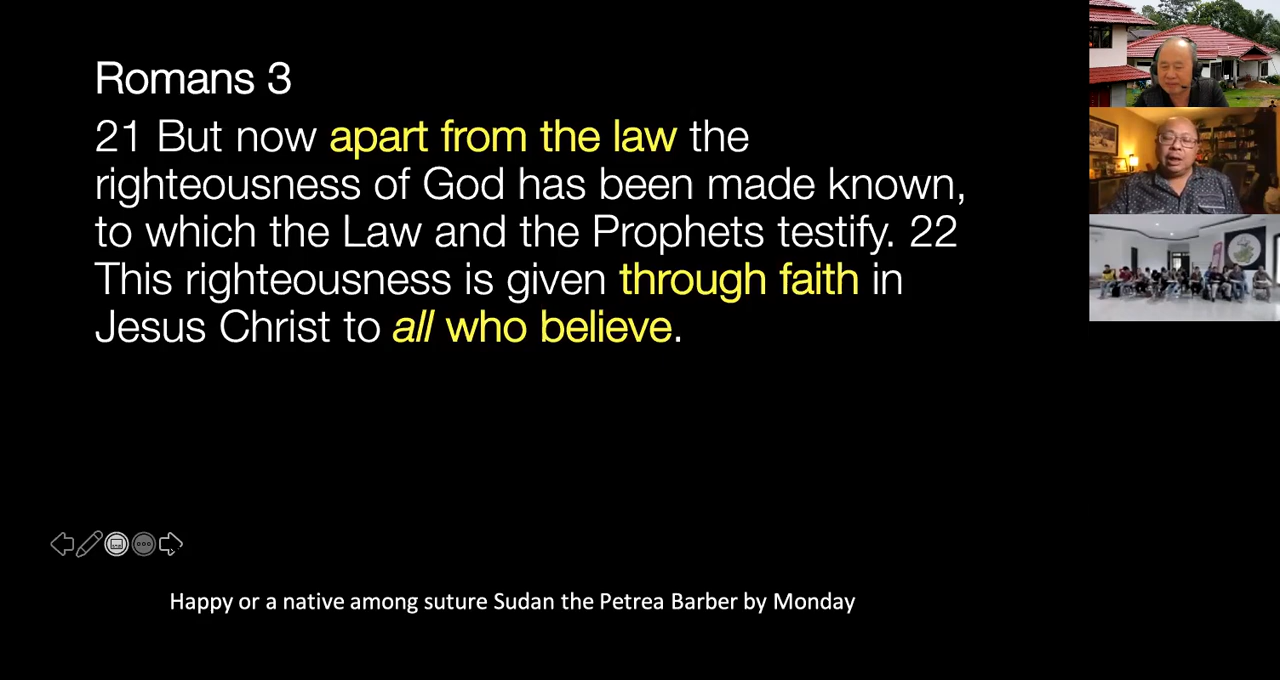 Romans 3
21 But now apart from the law the
righteousness of God has been made known,
to which the Law and the Prophets testify. 22
This righteousness is given through faith in
Jesus Christ to all who believe.
Happy or a native among suture Sudan the Petrea Barber by Monday